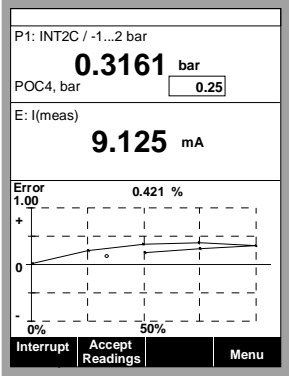 P1: INT2C / -1...2 bar
0.3161 bar
POC4, bar 0.25
E: I(meas)
9.125 mA
Error 0.421 %
1.00
+
0
-
0% 50%
Interrupt Accept Readings Menu